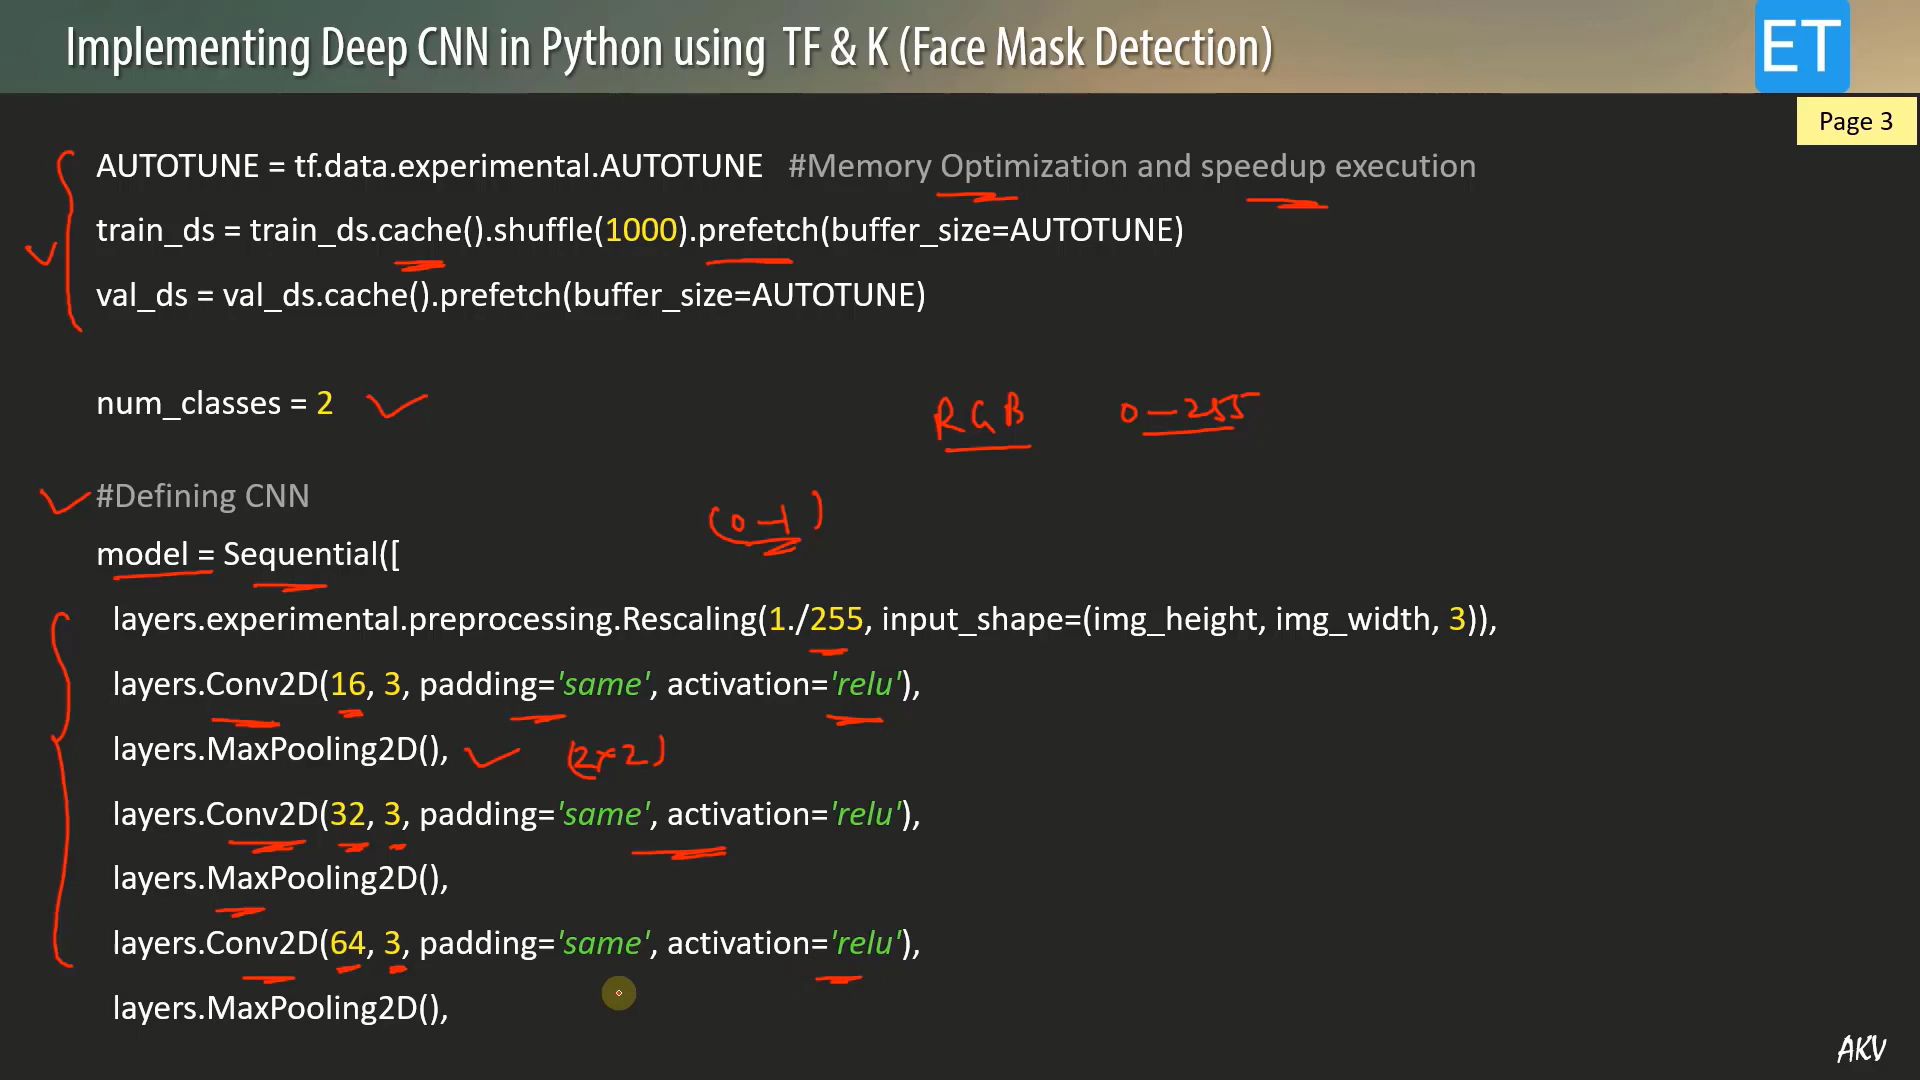 Implementing Deep CNN in Python using TF & K (Face Mask Detection)
ET
Page 3
AUTOTUNE = tf.data.experimental.AUTOTUNE #Memory Optimization and speedup execution
train_ds = train_ds.cache().shuffle(1000).prefetch(buffer_size=AUTOTUNE)
val_ds = val_ds.cache().prefetch(buffer_size=AUTOTUNE)
num_classes = 2
RGB 0-255
#Defining CNN
(0-1)
model = Sequential([
layers.experimental.preprocessing.Rescaling(1./255, input_shape=(img_height, img_width, 3)),
layers.Conv2D(16, 3, padding='same', activation='relu'),
layers.MaxPooling2D(), (2x2)
layers.Conv2D(32, 3, padding='same', activation='relu'),
layers.MaxPooling2D(),
layers.Conv2D(64, 3, padding='same', activation='relu'),
layers.MaxPooling2D(),
AKV